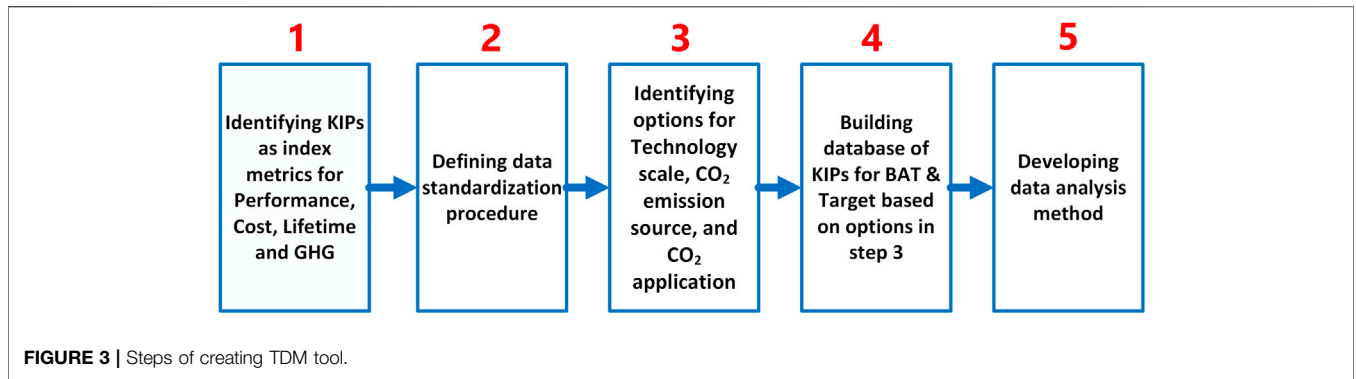 1
Identifying KIPs
as index
metrics for
Performance,
Cost, Lifetime
and GHG
2
Defining data
standardization
procedure
3
Identifying
options for
Technology
scale, CO₂
emission
source, and
CO₂
application
4
Building
database of
KIPs for BAT &
Target based
on options in
step 3
5
Developing
data analysis
method
FIGURE 3 | Steps of creating TDM tool.